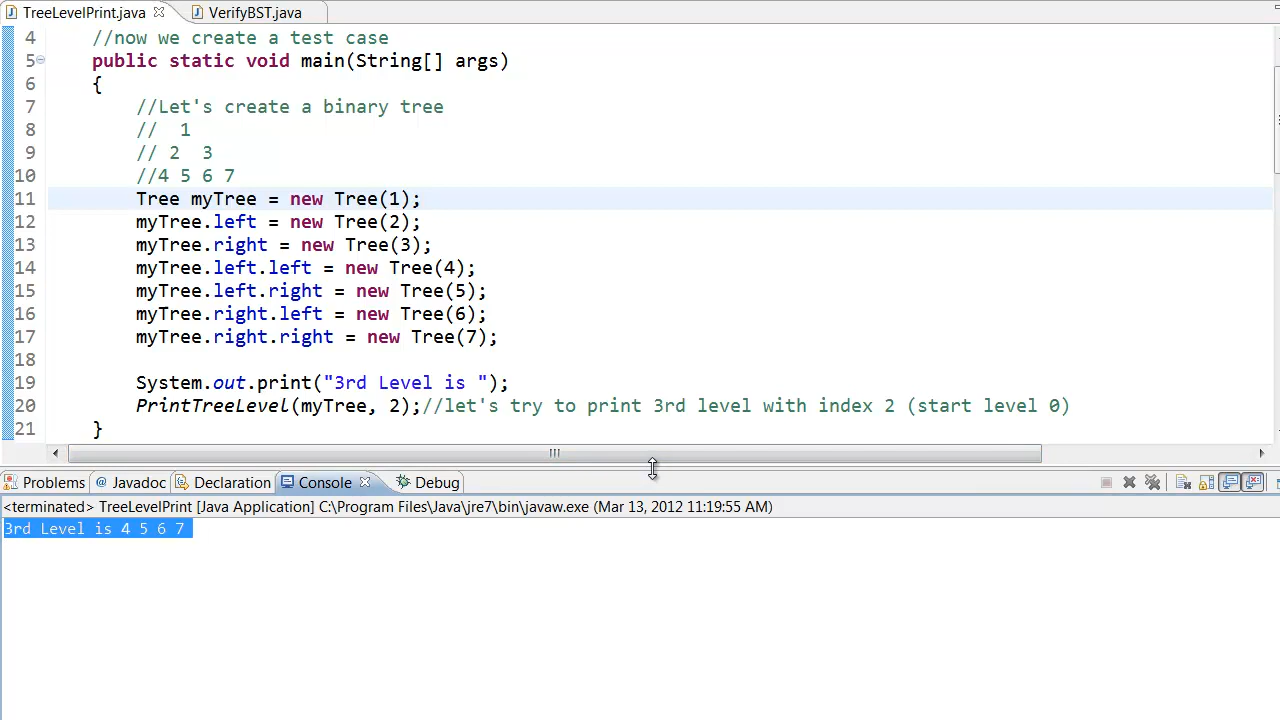 TreeLevelPrint.java VerifyBST.java
4 //now we create a test case
5 public static void main(String[] args)
6 {
7 //Let's create a binary tree
8 //  1
9 // 2  3
10 //4 5 6 7
11 Tree myTree = new Tree(1);
12 myTree.left = new Tree(2);
13 myTree.right = new Tree(3);
14 myTree.left.left = new Tree(4);
15 myTree.left.right = new Tree(5);
16 myTree.right.left = new Tree(6);
17 myTree.right.right = new Tree(7);
18
19 System.out.print("3rd Level is ");
20 PrintTreeLevel(myTree, 2);//let's try to print 3rd level with index 2 (start level 0)
21 }
Problems @ Javadoc Declaration Console Debug
<terminated> TreeLevelPrint [Java Application] C:\Program Files\Java\jre7\bin\javaw.exe (Mar 13, 2012 11:19:55 AM)
3rd Level is 4 5 6 7